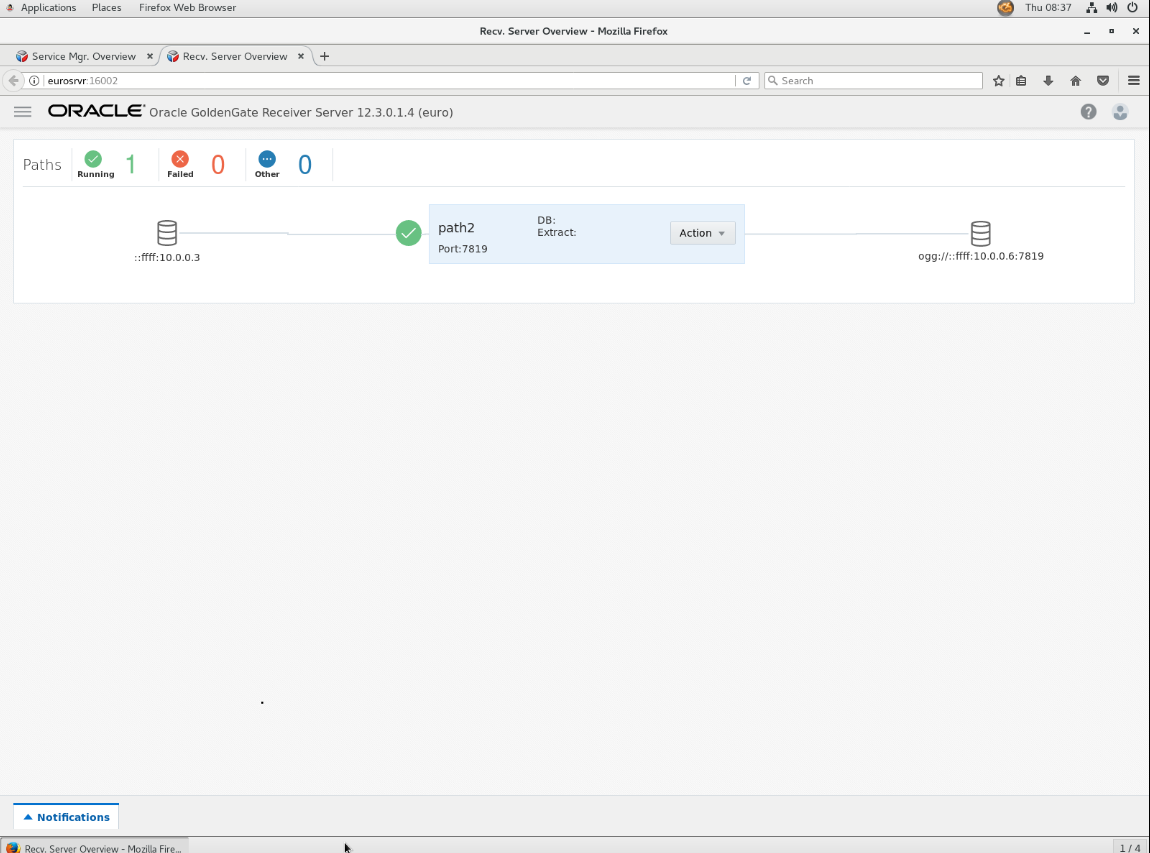 Applications Places Firefox Web Browser Thu 08:37
Recv. Server Overview - Mozilla Firefox
Service Mgr. Overview Recv. Server Overview
eurosrvr:16002 Search
ORACLE Oracle GoldenGate Receiver Server 12.3.0.1.4 (euro)
Paths Running 1 Failed 0 Other 0
path2 DB:
Extract:
Action
Port:7819
::ffff:10.0.0.3
ogg://::ffff:10.0.0.6:7819
Notifications
Recv. Server Overview - Mozilla Fire... 1 / 4